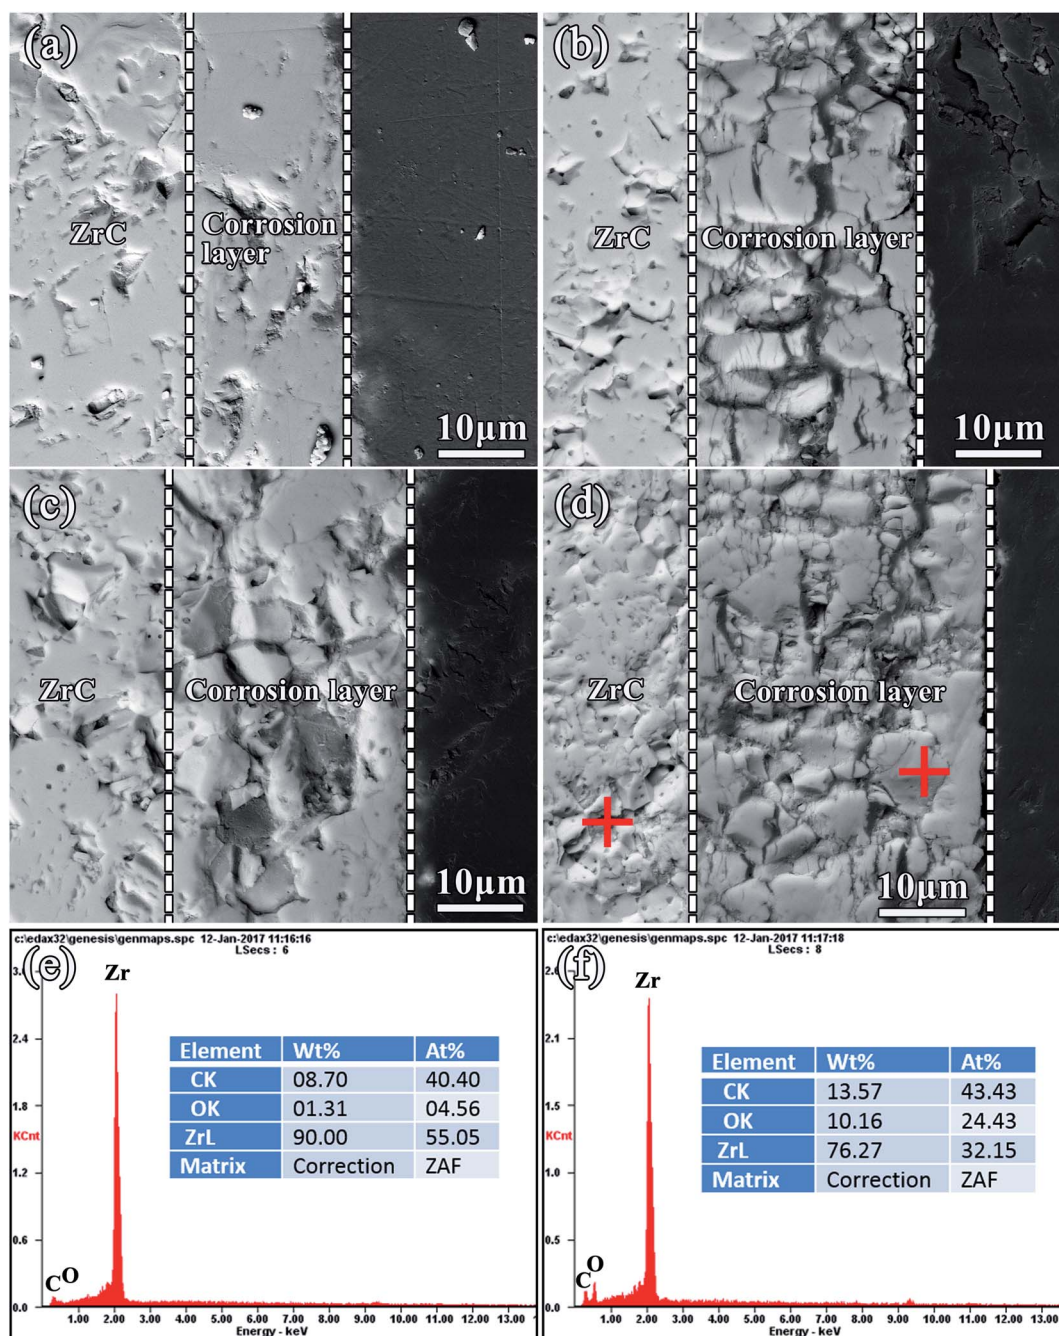 (a)
ZrC
Corrosion
layer
10μm
(b)
ZrC
Corrosion layer
10μm
(c)
ZrC
Corrosion layer
10μm
(d)
ZrC
Corrosion layer
10μm
c:\edax32\genesis\genmaps.spc 12-Jan-2017 11:16:16
LSecs : 6
(e)
Zr
3.
2.4
1.8
KCnt
1.2
0.6
0.0
Element Wt% At%
CK 08.70 40.40
OK 01.31 04.56
ZrL 90.00 55.05
Matrix Correction ZAF
C O
1.00 2.00 3.00 4.00 5.00 6.00 7.00 8.00 9.00 10.00 11.00 12.00 13.00
Energy - keV
c:\edax32\genesis\genmaps.spc 12-Jan-2017 11:17:18
LSecs : 8
(f)
Zr
2.6
2.1
1.5
KCnt
1.0
0.5
0.0
Element Wt% At%
CK 13.57 43.43
OK 10.16 24.43
ZrL 76.27 32.15
Matrix Correction ZAF
C O
1.00 2.00 3.00 4.00 5.00 6.00 7.00 8.00 9.00 10.00 11.00 12.00 13.0
Energy - keV